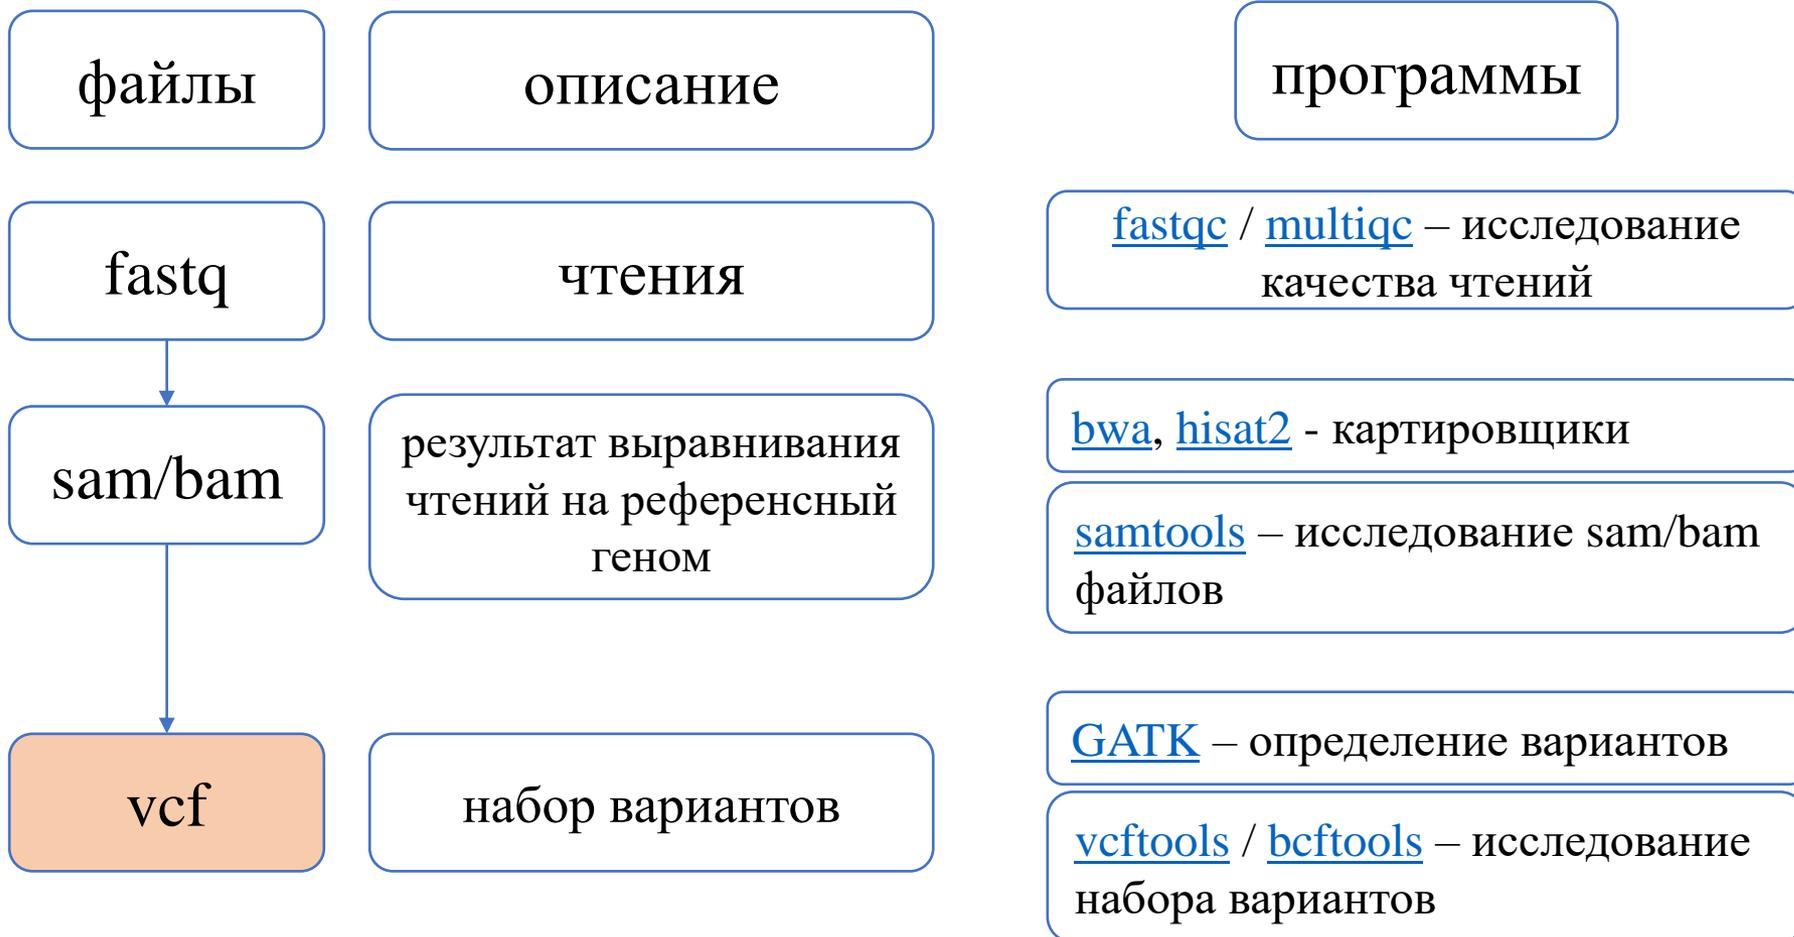 файлы
описание
программы
fastq
чтения
fastqc / multiqc – исследование
качества чтений
sam/bam
результат выравнивания
чтений на референсный
геном
bwa, hisat2 - картировщики
samtools – исследование sam/bam
файлов
vcf
набор вариантов
GATK – определение вариантов
vcftools / bcftools – исследование
набора вариантов